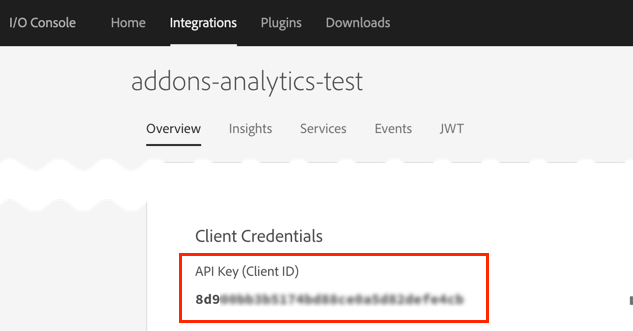 I/O Console Home Integrations Plugins Downloads
addons-analytics-test
Overview Insights Services Events JWT
Client Credentials
API Key (Client ID)
8d9